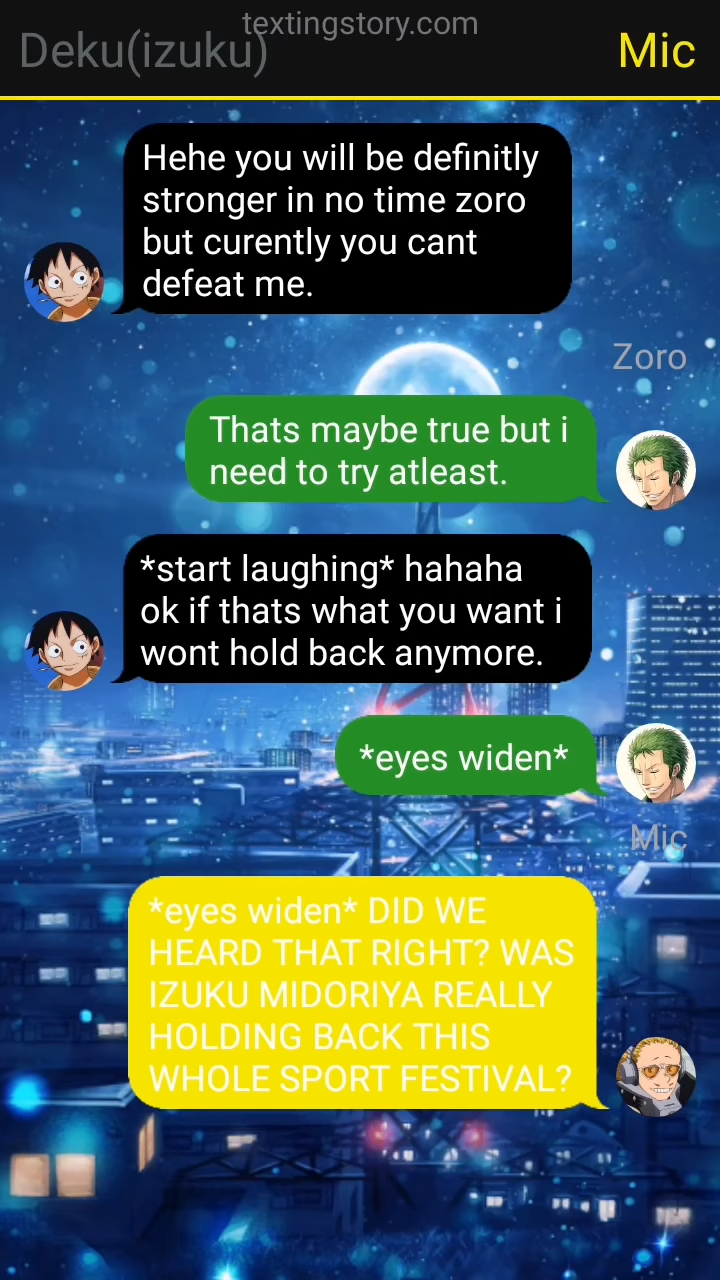 textingstory.com
Deku(izuku)
Mic
Hehe you will be definitly
stronger in no time zoro
but curently you cant
defeat me.
Zoro
Thats maybe true but i
need to try atleast.
*start laughing* hahaha
ok if thats what you want i
wont hold back anymore.
*eyes widen*
Mic
*eyes widen* DID WE
HEARD THAT RIGHT? WAS
IZUKU MIDORIYA REALLY
HOLDING BACK THIS
WHOLE SPORT FESTIVAL?